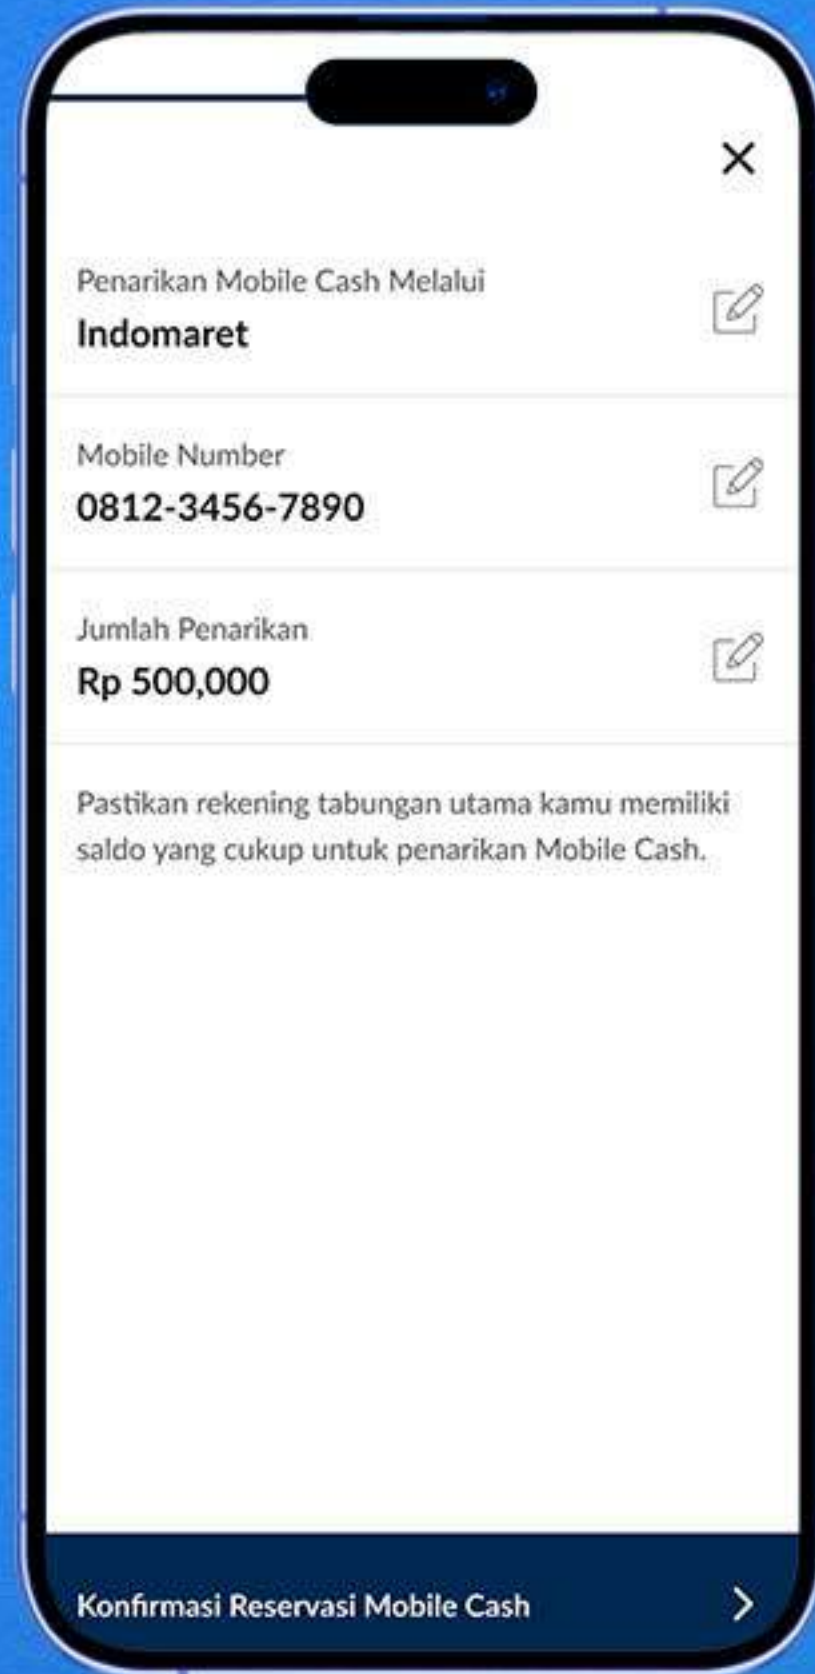 Penarikan Mobile Cash Melalui
Indomaret
Mobile Number
0812-3456-7890
Jumlah Penarikan
Rp 500,000
Pastikan rekening tabungan utama kamu memiliki
saldo yang cukup untuk penarikan Mobile Cash.
Konfirmasi Reservasi Mobile Cash